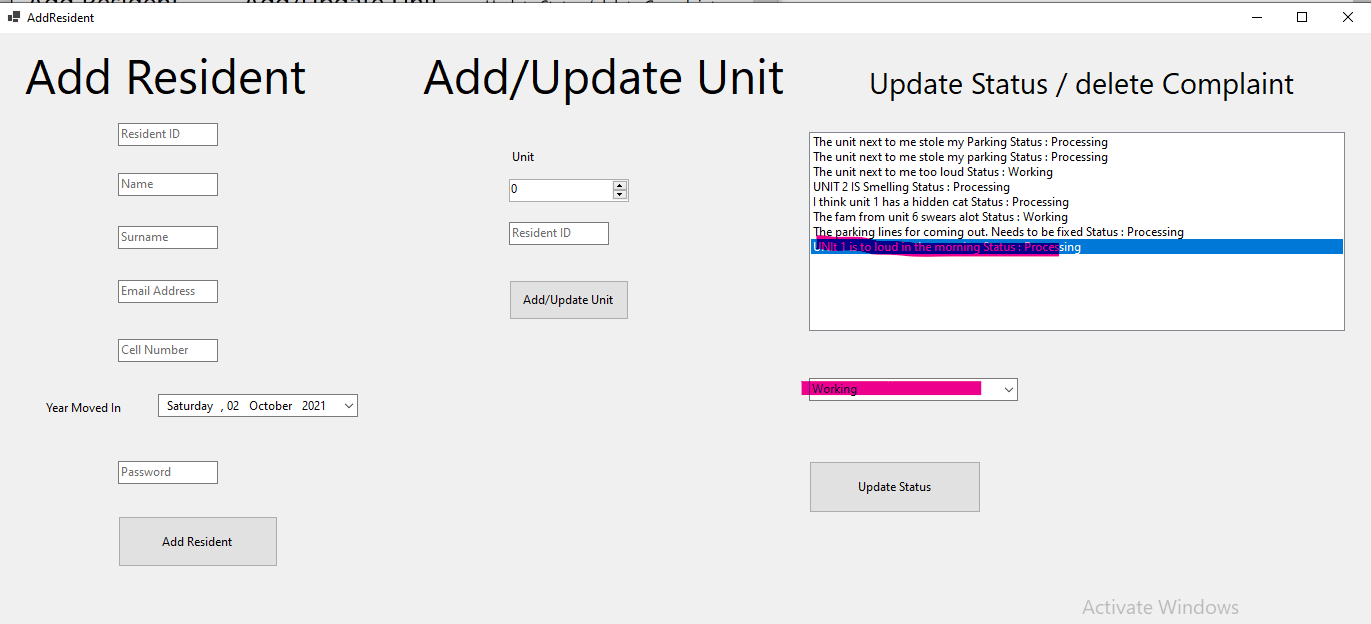 AddResident
Add Resident
Resident ID
Name
Surname
Email Address
Cell Number
Year Moved In
Saturday , 02 October 2021
Password
Add Resident
Add/Update Unit
Unit
0
Resident ID
Add/Update Unit
Update Status / delete Complaint
The unit next to me stole my Parking Status : Processing
The unit next to me stole my parking Status : Processing
The unit next to me too loud Status : Working
UNIT 2 IS Smelling Status : Processing
I think unit 1 has a hidden cat Status : Processing
The fam from unit 6 swears alot Status : Working
The parking lines for coming out. Needs to be fixed Status : Processing
UNIt 1 is to loud in the morning Status : Processing
Working
Update Status
Activate Windows